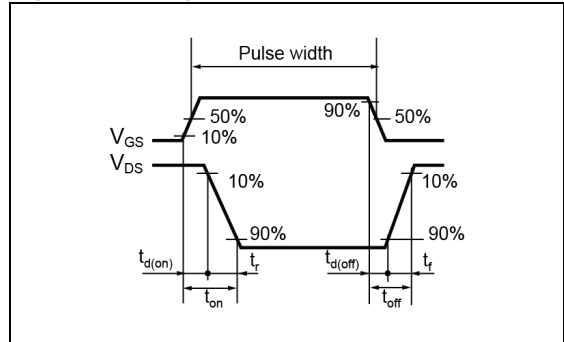 Pulse width
50% 90% 50%
V_GS 10%
V_DS
10% 10%
90% 90%
t_d(on) t_r t_d(off) t_f
t_on t_off